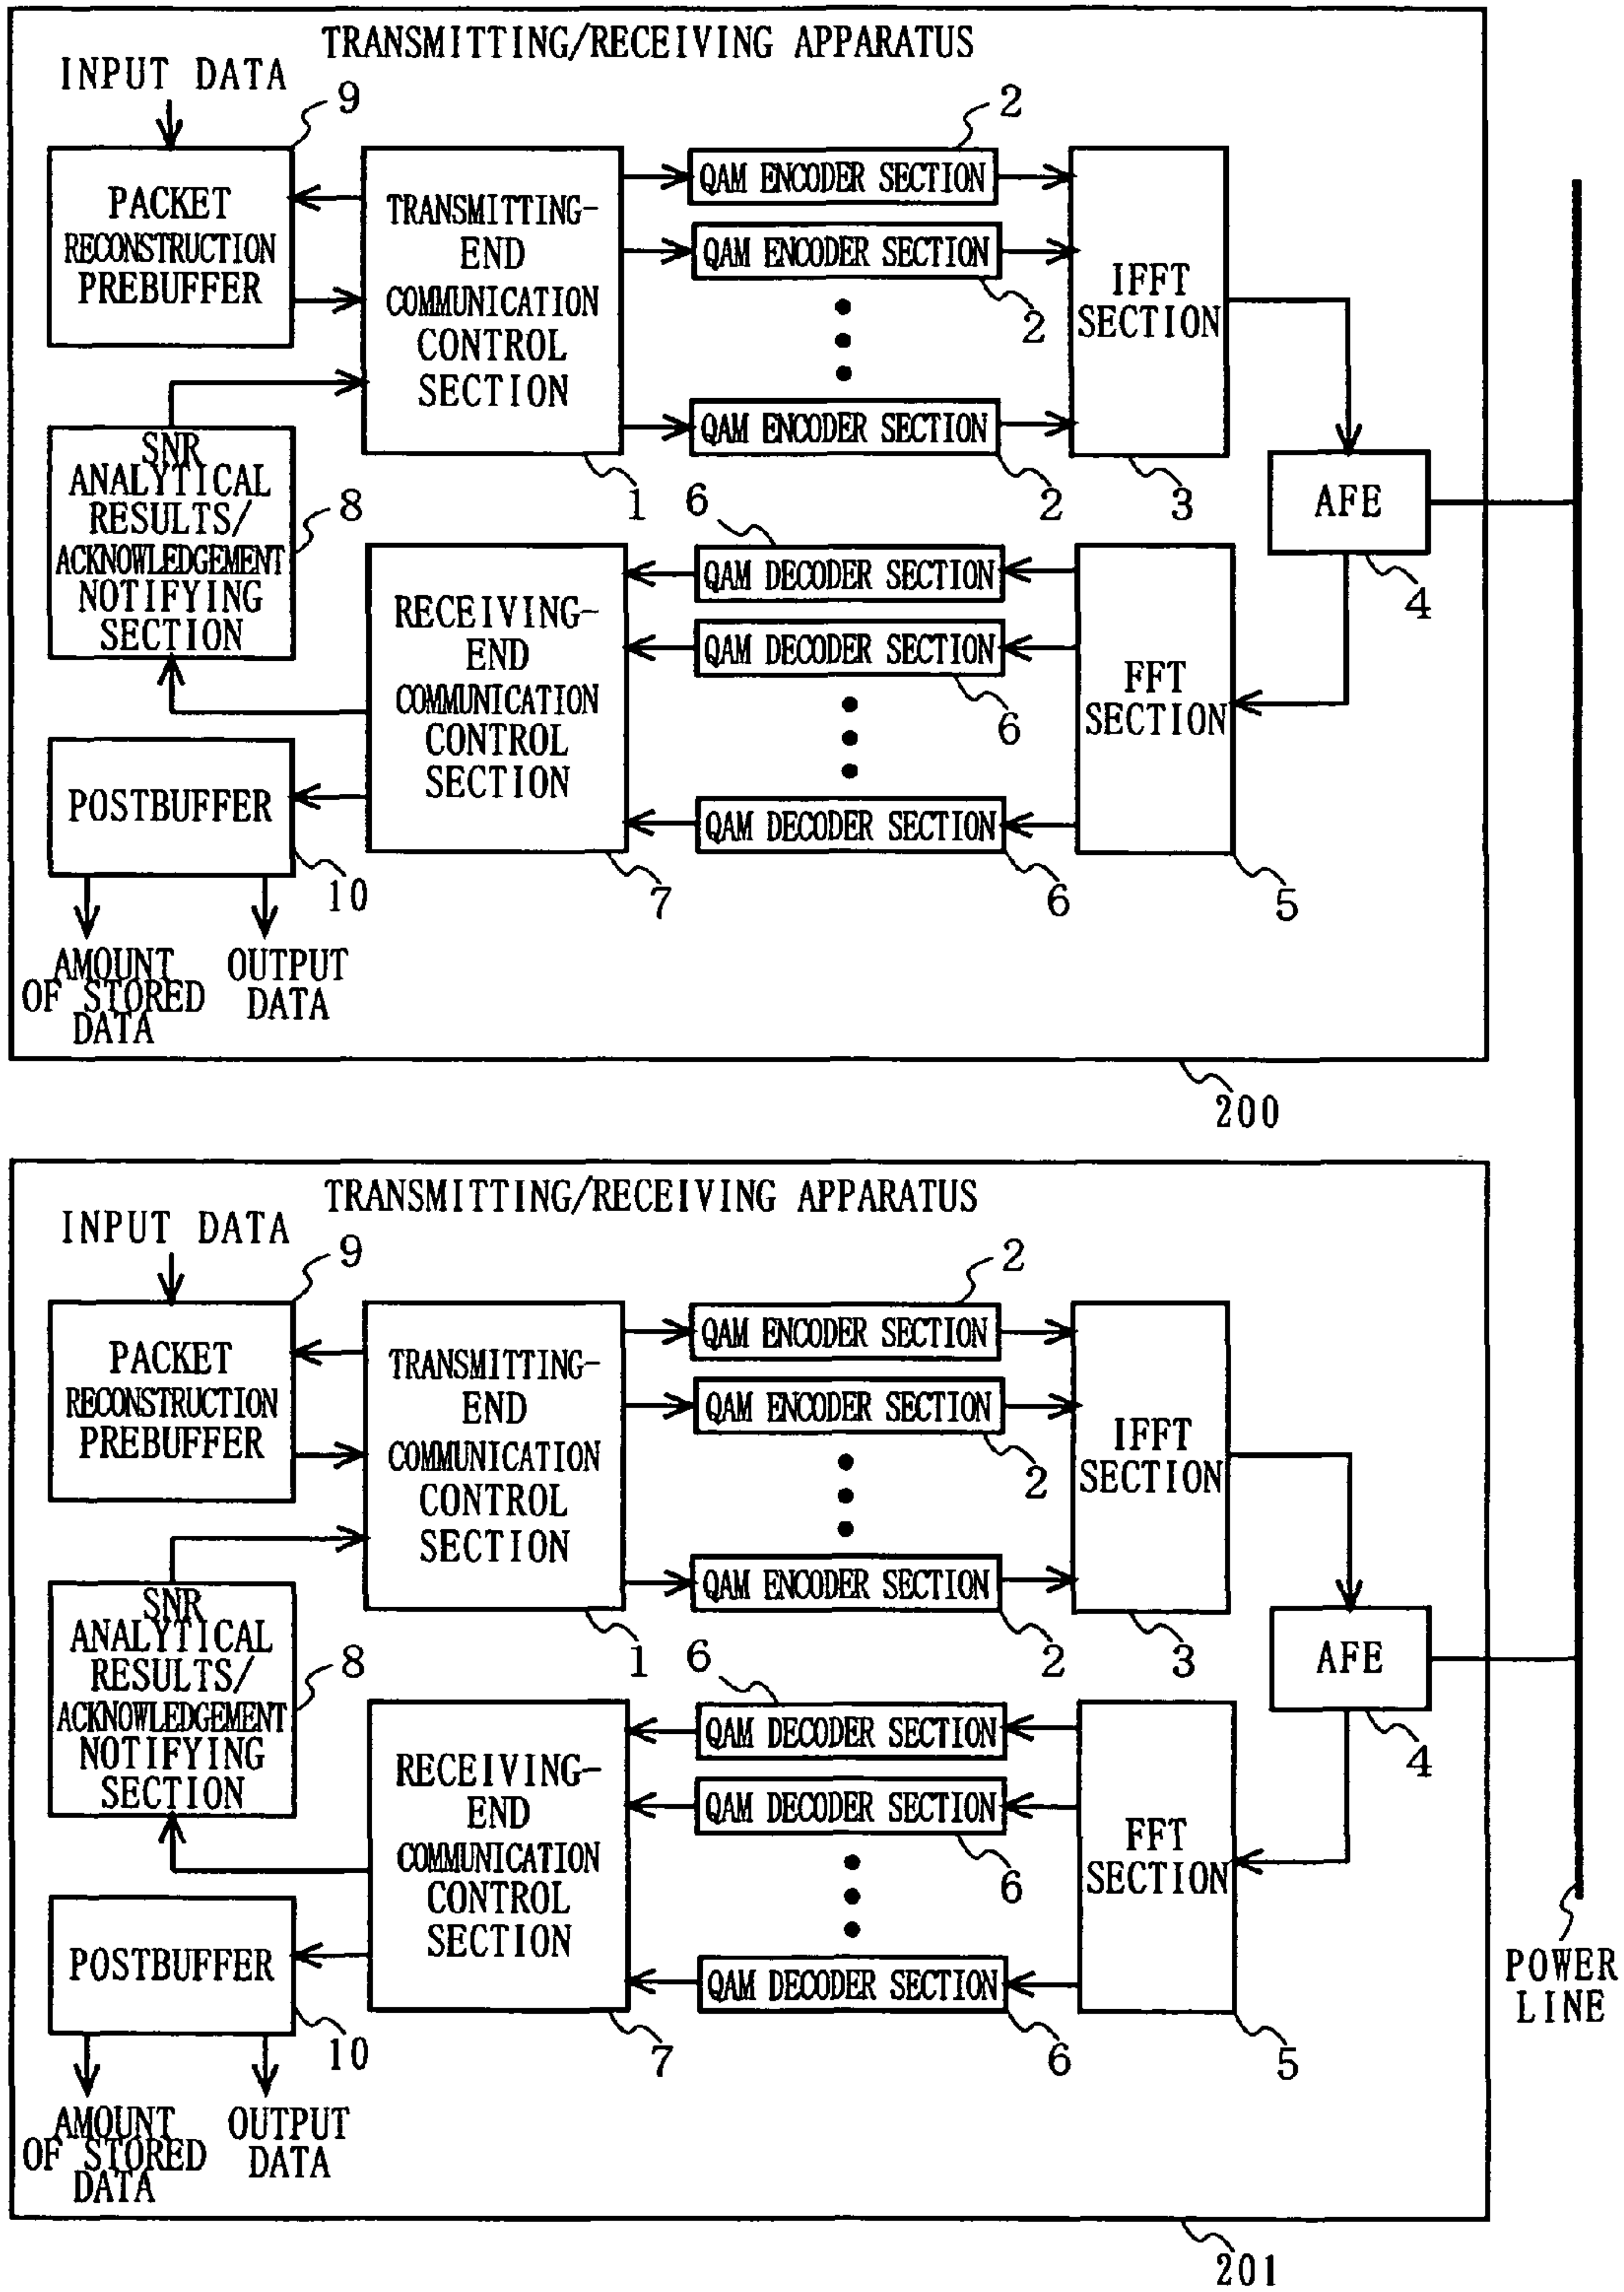 TRANSMITTING/RECEIVING APPARATUS
INPUT DATA
9
PACKET
RECONSTRUCTION
PREBUFFER
TRANSMITTING-
END
COMMUNICATION
CONTROL
SECTION
1
2
QAM ENCODER SECTION
QAM ENCODER SECTION
2
QAM ENCODER SECTION
2
IFFT
SECTION
3
AFE
4
SNR
ANALYTICAL
RESULTS/
ACKNOWLEDGEMENT
NOTIFYING
SECTION
8
RECEIVING-
END
COMMUNICATION
CONTROL
SECTION
7
6
QAM DECODER SECTION
QAM DECODER SECTION
6
QAM DECODER SECTION
6
FFT
SECTION
5
POSTBUFFER
10
AMOUNT
OF STORED
DATA
OUTPUT
DATA
200
TRANSMITTING/RECEIVING APPARATUS
INPUT DATA
9
PACKET
RECONSTRUCTION
PREBUFFER
TRANSMITTING-
END
COMMUNICATION
CONTROL
SECTION
1
2
QAM ENCODER SECTION
QAM ENCODER SECTION
2
QAM ENCODER SECTION
2
IFFT
SECTION
3
AFE
4
SNR
ANALYTICAL
RESULTS/
ACKNOWLEDGEMENT
NOTIFYING
SECTION
8
RECEIVING-
END
COMMUNICATION
CONTROL
SECTION
7
6
QAM DECODER SECTION
QAM DECODER SECTION
6
QAM DECODER SECTION
6
FFT
SECTION
5
POSTBUFFER
10
AMOUNT
OF STORED
DATA
OUTPUT
DATA
POWER
LINE
201